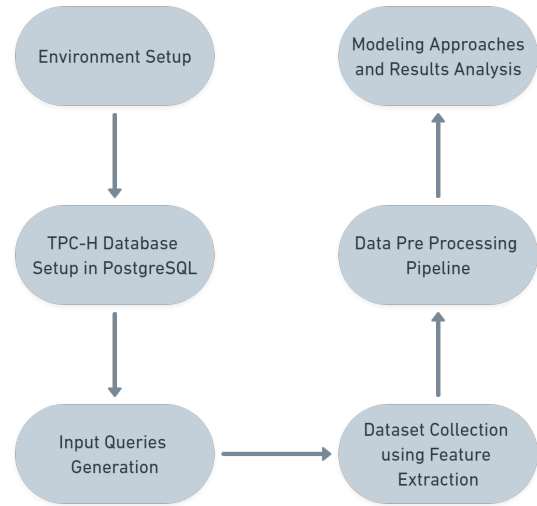 Environment Setup
TPC-H Database
Setup in PostgreSQL
Input Queries
Generation
Dataset Collection
using Feature
Extraction
Data Pre Processing
Pipeline
Modeling Approaches
and Results Analysis